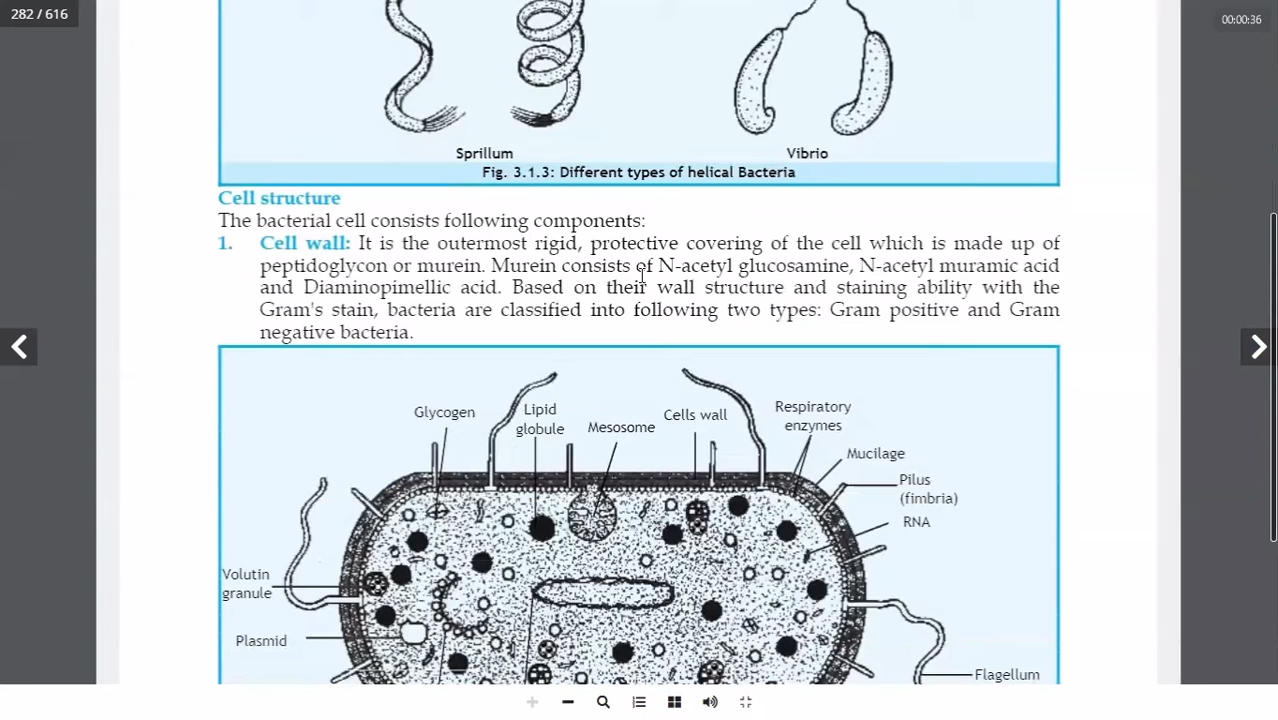 282 / 616
00:00:36
Sprillum
Vibrio
Fig. 3.1.3: Different types of helical Bacteria
Cell structure
The bacterial cell consists following components:
1. Cell wall: It is the outermost rigid, protective covering of the cell which is made up of
peptidoglycon or murein. Murein consists of N-acetyl glucosamine, N-acetyl muramic acid
and Diaminopimellic acid. Based on their wall structure and staining ability with the
Gram's stain, bacteria are classified into following two types: Gram positive and Gram
negative bacteria.
Glycogen
Lipid
globule
Mesosome
Cells wall
Respiratory
enzymes
Mucilage
Pilus
(fimbria)
RNA
Volutin
granule
Plasmid
Flagellum